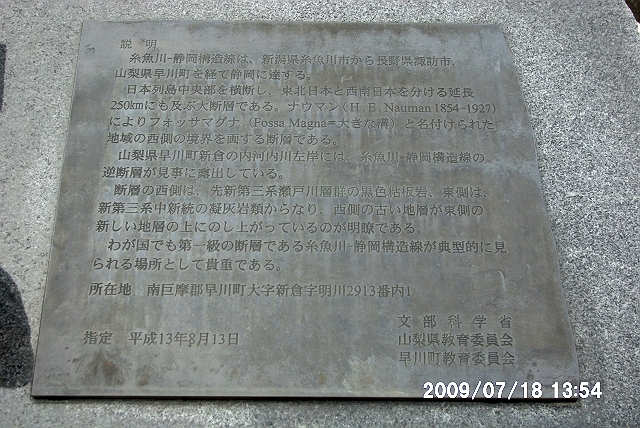 説 明
糸魚川-静岡構造線は、新潟県糸魚川市から長野県諏訪市、
山梨県早川町を経て静岡に達する。
日本列島中央部を横断し、東北日本と西南日本を分ける延長
250kmにも及ぶ大断層である。ナウマン(H. E. Nauman 1854-1927)
によりフォッサマグナ(Fossa Magna=大きな溝)と名付けられた
地域の西側の境界を画する断層である。
山梨県早川町新倉の内河内川左岸には、糸魚川-静岡構造線の
逆断層が見事に露出している。
断層の西側は、先新第三系瀬戸川層群の黒色粘板岩、東側は、
新第三系中新統の凝灰岩類からなり、西側の古い地層が東側の
新しい地層の上にのし上がっているのが明瞭である。
わが国でも第一級の断層である糸魚川-静岡構造線が典型的に見
られる場所として貴重である。
所在地 南巨摩郡早川町大字新倉字明川2913番内1
指定 平成13年8月13日
文部科学省
山梨県教育委員会
早川町教育委員会
2009/07/18 13:54